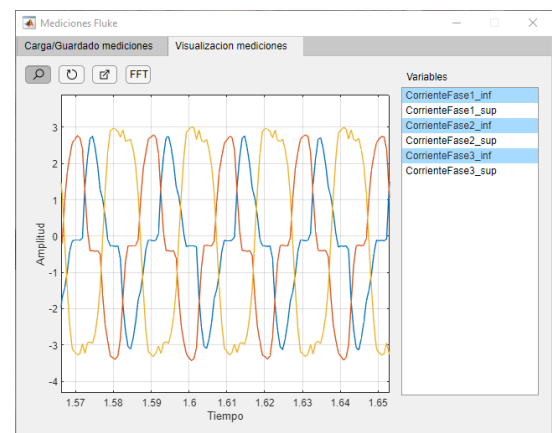 Mediciones Fluke
Carga/Guardado mediciones
Visualizacion mediciones
FFT
Variables
CorrienteFase1_inf
CorrienteFase1_sup
CorrienteFase2_inf
CorrienteFase2_sup
CorrienteFase3_inf
CorrienteFase3_sup
Amplitud
3
2
1
0
-1
-2
-3
-4
1.57 1.58 1.59 1.6 1.61 1.62 1.63 1.64 1.65
Tiempo